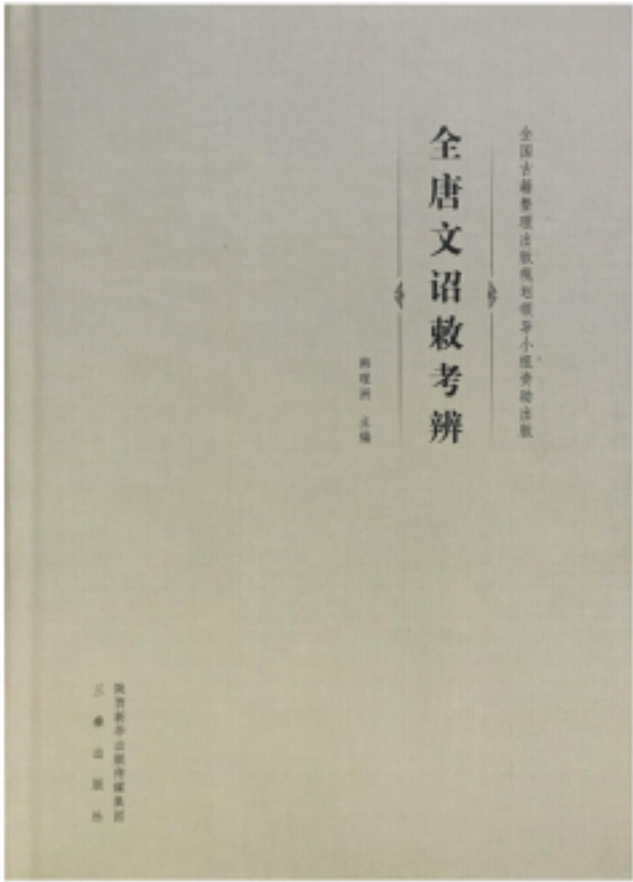 全国古籍整理出版规划领导小组资助出版
全唐文诏敕考辨
韩理洲 主编
陕西新华出版传媒集团
三秦出版社